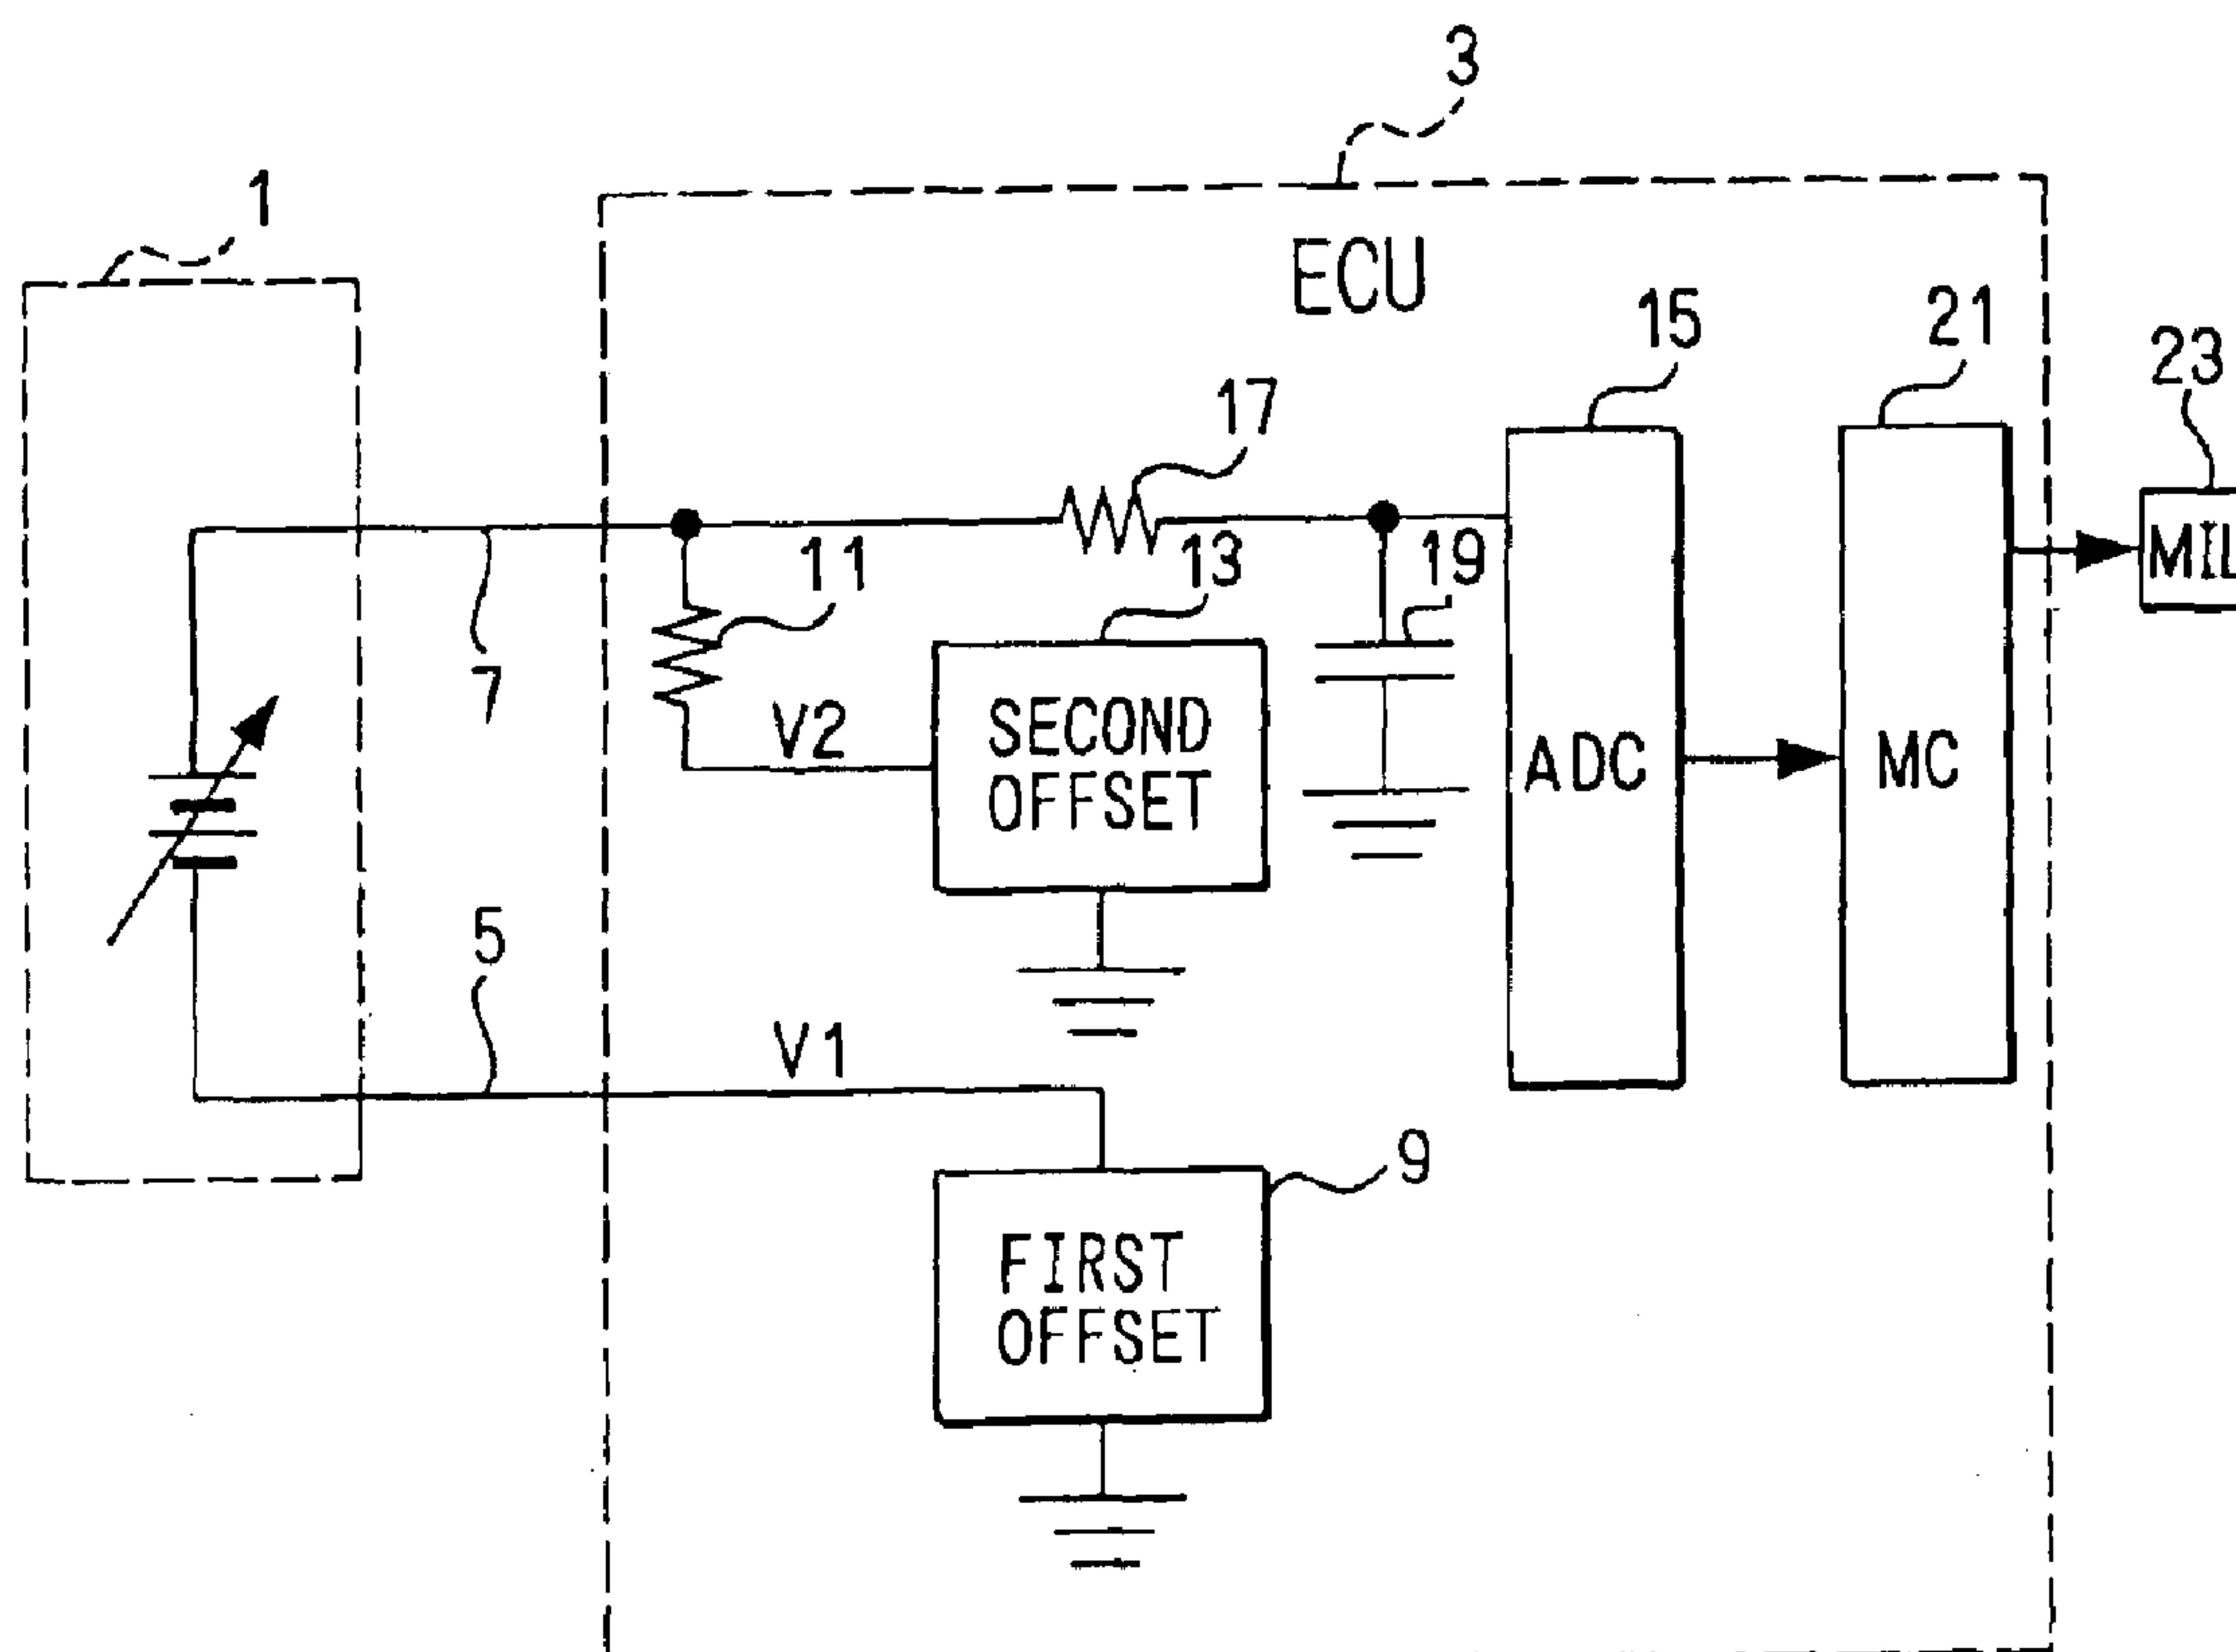 3
1
ECU
15
21
23
17
MIL
11
13
19
7
V2
SECOND
OFFSET
ADC
MC
5
V1
9
FIRST
OFFSET